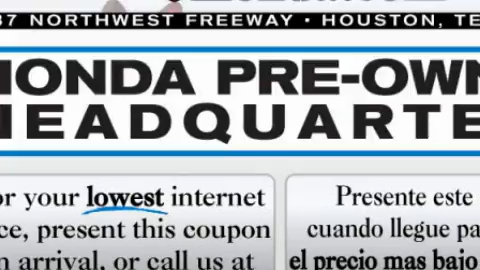 87 NORTHWEST FREEWAY • HOUSTON, TE
HONDA PRE-OWN
HEADQUARTE
or your lowest internet
ce, present this coupon
n arrival, or call us at
Presente este
cuando llegue pa
el precio mas bajo